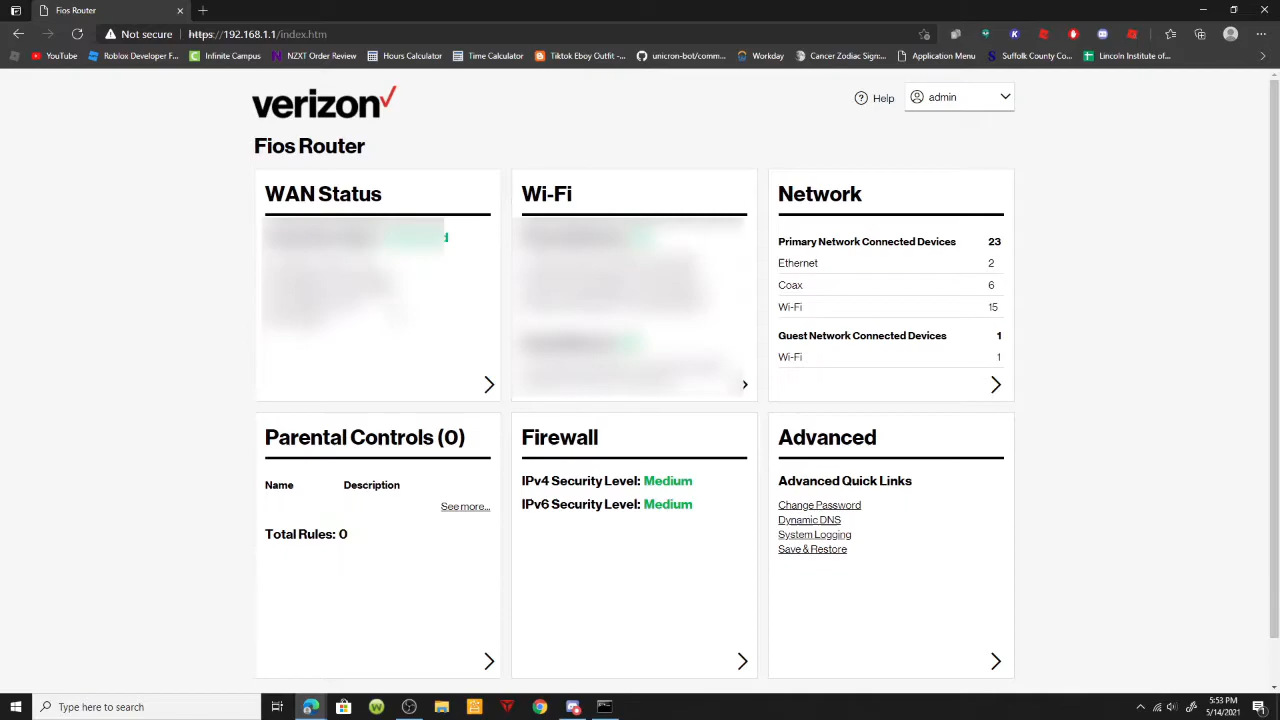 Fios Router
Not secure
https://192.168.1.1/index.htm
YouTube
Roblox Developer F...
Infinite Campus
NZXT Order Review
Hours Calculator
Time Calculator
Tiktok Eboy Outfit -...
unicron-bot/comm...
Workday
Cancer Zodiac Sign:...
Application Menu
Suffolk County Co...
Lincoln Institute of...
verizon
Help
admin
Fios Router
WAN Status
Wi-Fi
Network
Primary Network Connected Devices 23
Ethernet 2
Coax 6
Wi-Fi 15
Guest Network Connected Devices 1
Wi-Fi 1
Parental Controls (0)
Name Description
See more...
Total Rules: 0
Firewall
IPv4 Security Level: Medium
IPv6 Security Level: Medium
Advanced
Advanced Quick Links
Change Password
Dynamic DNS
System Logging
Save & Restore
Type here to search
5:53 PM
5/14/2021